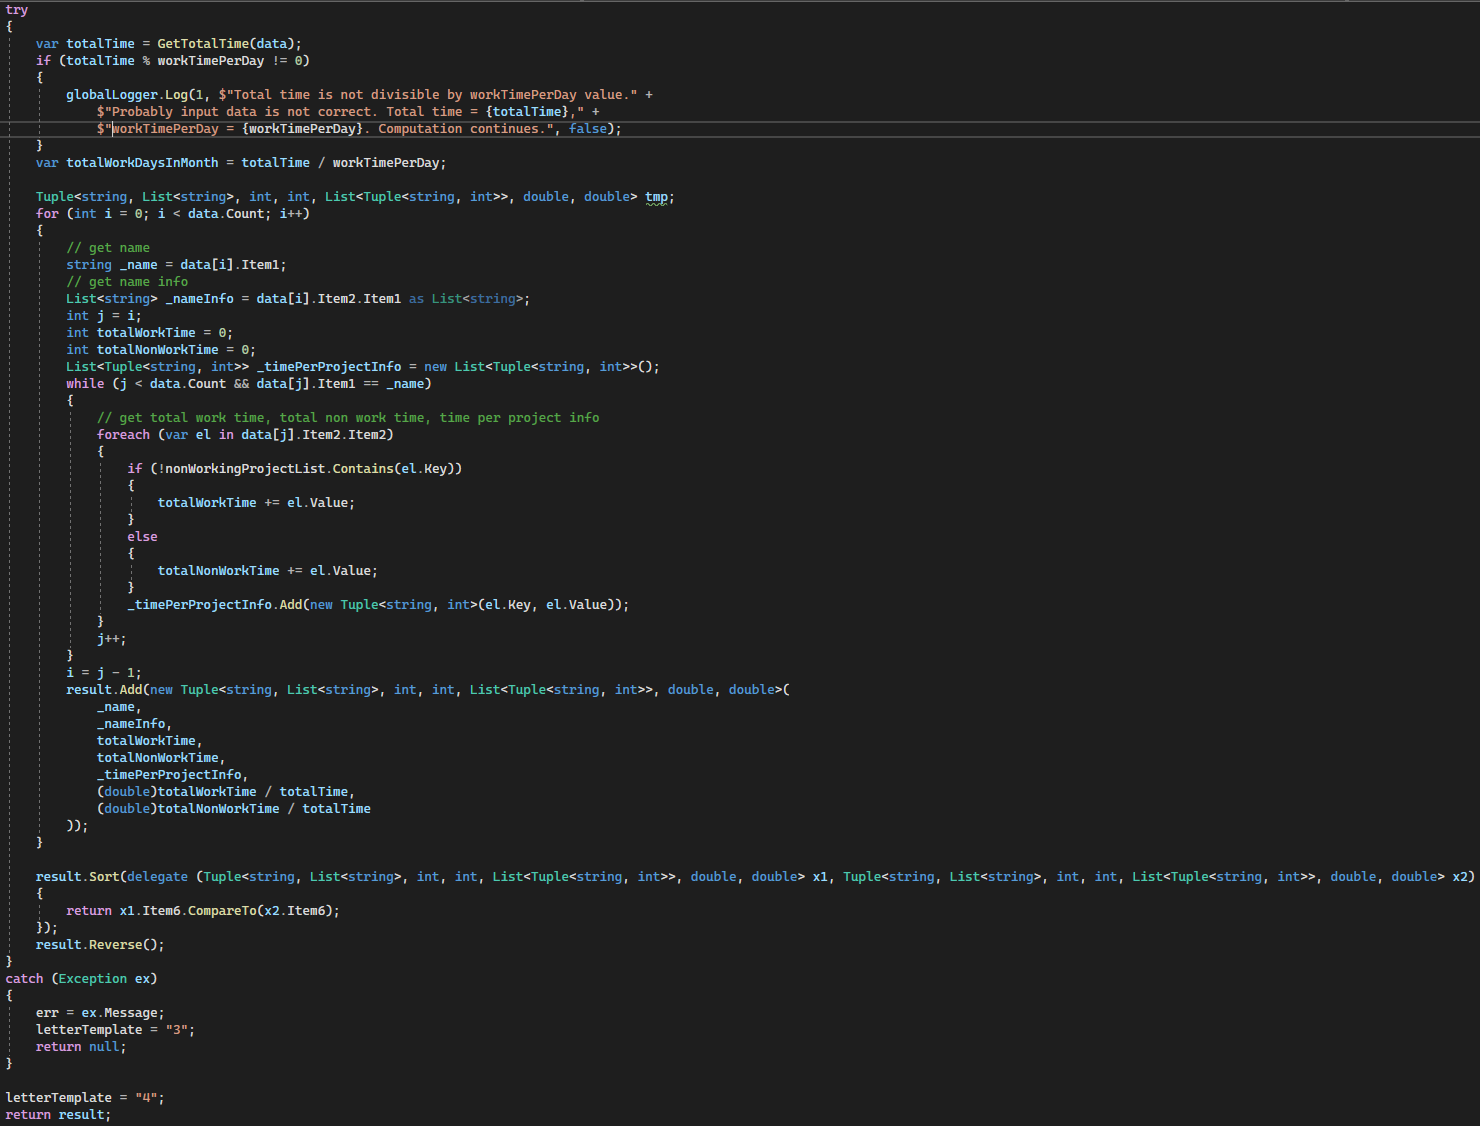 try
{
    var totalTime = GetTotalTime(data);
    if (totalTime % workTimePerDay != 0)
    {
        globalLogger.Log(1, $"Total time is not divisible by workTimePerDay value." +
            $"Probably input data is not correct. Total time = {totalTime}," +
            $"workTimePerDay = {workTimePerDay}. Computation continues.", false);
    }
    var totalWorkDaysInMonth = totalTime / workTimePerDay;

    Tuple<string, List<string>, int, int, List<Tuple<string, int>>, double, double> tmp;
    for (int i = 0; i < data.Count; i++)
    {
        // get name
        string _name = data[i].Item1;
        // get name info
        List<string> _nameInfo = data[i].Item2.Item1 as List<string>;
        int j = i;
        int totalWorkTime = 0;
        int totalNonWorkTime = 0;
        List<Tuple<string, int>> _timePerProjectInfo = new List<Tuple<string, int>>();
        while (j < data.Count && data[j].Item1 == _name)
        {
            // get total work time, total non work time, time per project info
            foreach (var el in data[j].Item2.Item2)
            {
                if (!nonWorkingProjectList.Contains(el.Key))
                {
                    totalWorkTime += el.Value;
                }
                else
                {
                    totalNonWorkTime += el.Value;
                }
                _timePerProjectInfo.Add(new Tuple<string, int>(el.Key, el.Value));
            }
            j++;
        }
        i = j - 1;
        result.Add(new Tuple<string, List<string>, int, int, List<Tuple<string, int>>, double, double>(
            _name,
            _nameInfo,
            totalWorkTime,
            totalNonWorkTime,
            _timePerProjectInfo,
            (double)totalWorkTime / totalTime,
            (double)totalNonWorkTime / totalTime
        ));
    }

    result.Sort(delegate (Tuple<string, List<string>, int, int, List<Tuple<string, int>>, double, double> x1, Tuple<string, List<string>, int, int, List<Tuple<string, int>>, double, double> x2)
    {
        return x1.Item6.CompareTo(x2.Item6);
    });
    result.Reverse();
}
catch (Exception ex)
{
    err = ex.Message;
    letterTemplate = "3";
    return null;
}

letterTemplate = "4";
return result;